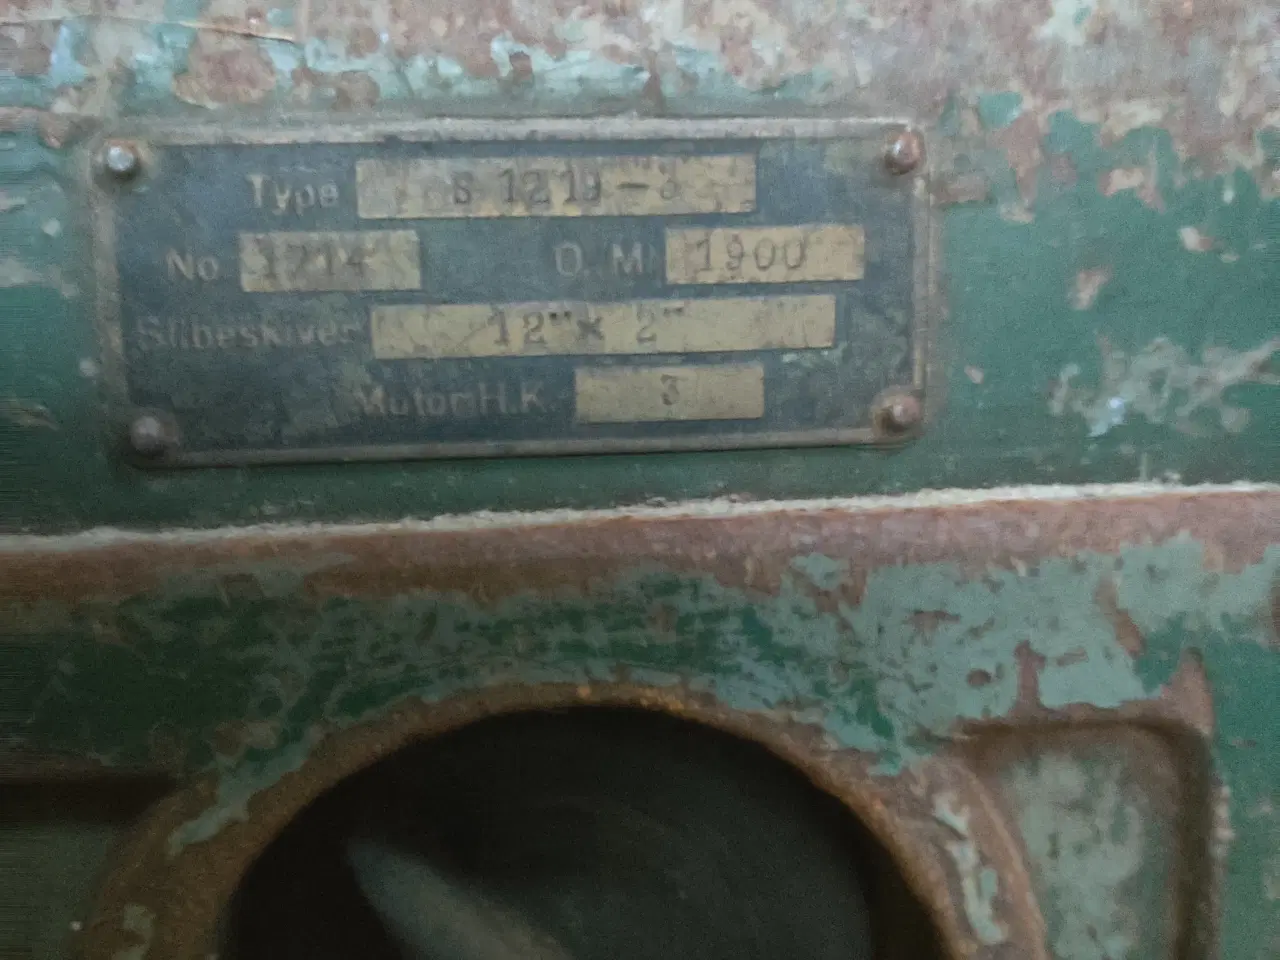 Type S 1219-3
No 1214 O. M. 1900
Slibeskiver 12" x 2"
Motor H.K. 3